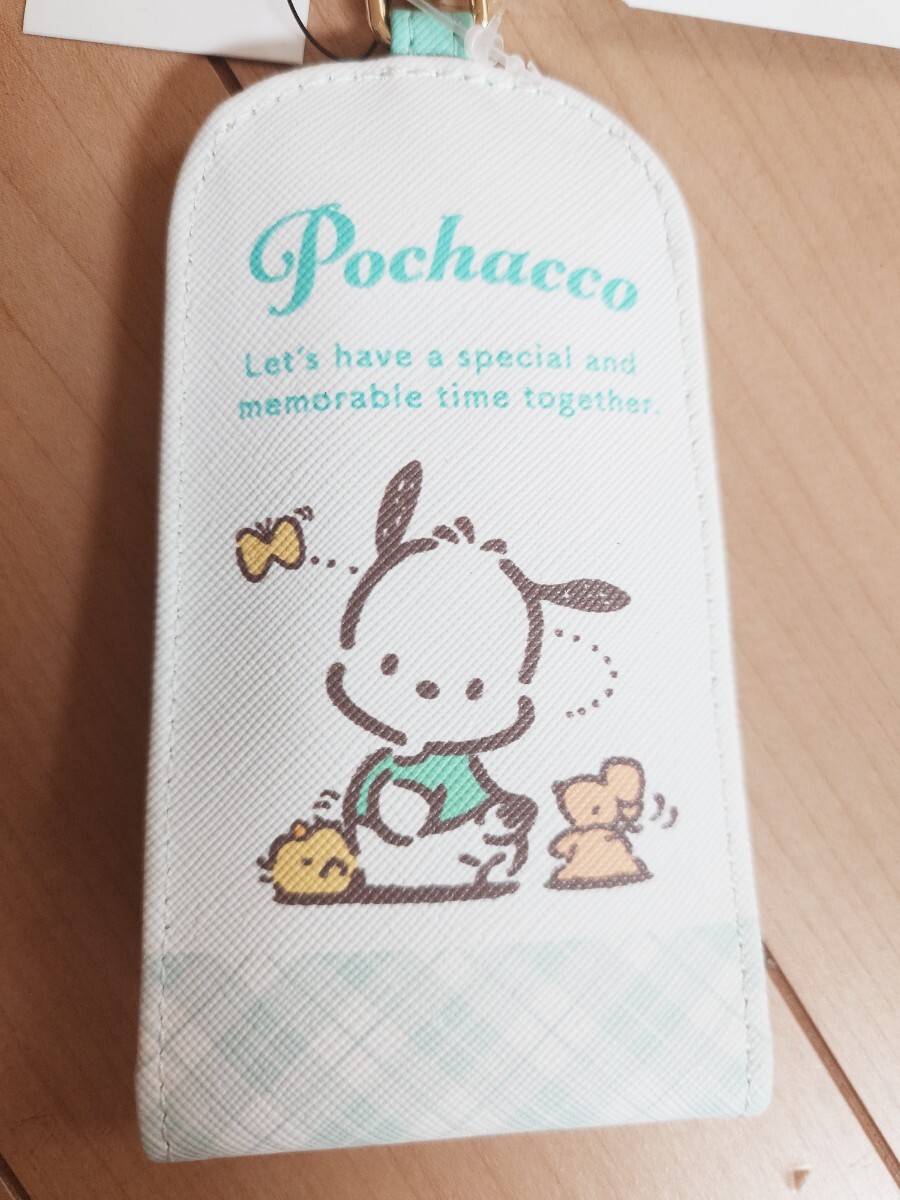 Pochacco
Let's have a special and
memorable time together.